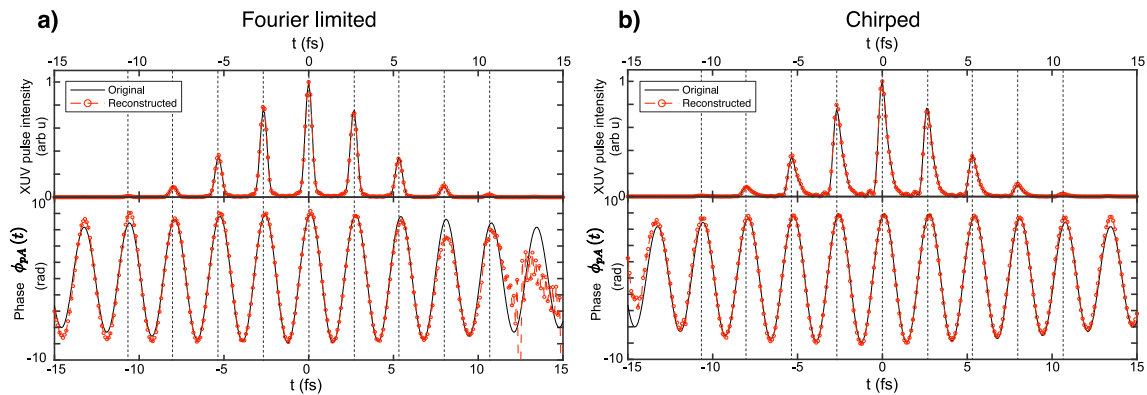 a) Fourier limited
t (fs)
-15 -10 -5 0 5 10 15
1
Original
Reconstructed
XUV pulse intensity
(arb u)
0
10
Phase ϕpA(t)
(rad)
-10
-15 -10 -5 0 5 10 15
t (fs)
b) Chirped
t (fs)
-15 -10 -5 0 5 10 15
1
Original
Reconstructed
XUV pulse intensity
(arb u)
0
10
Phase ϕpA(t)
(rad)
-10
-15 -10 -5 0 5 10 15
t (fs)